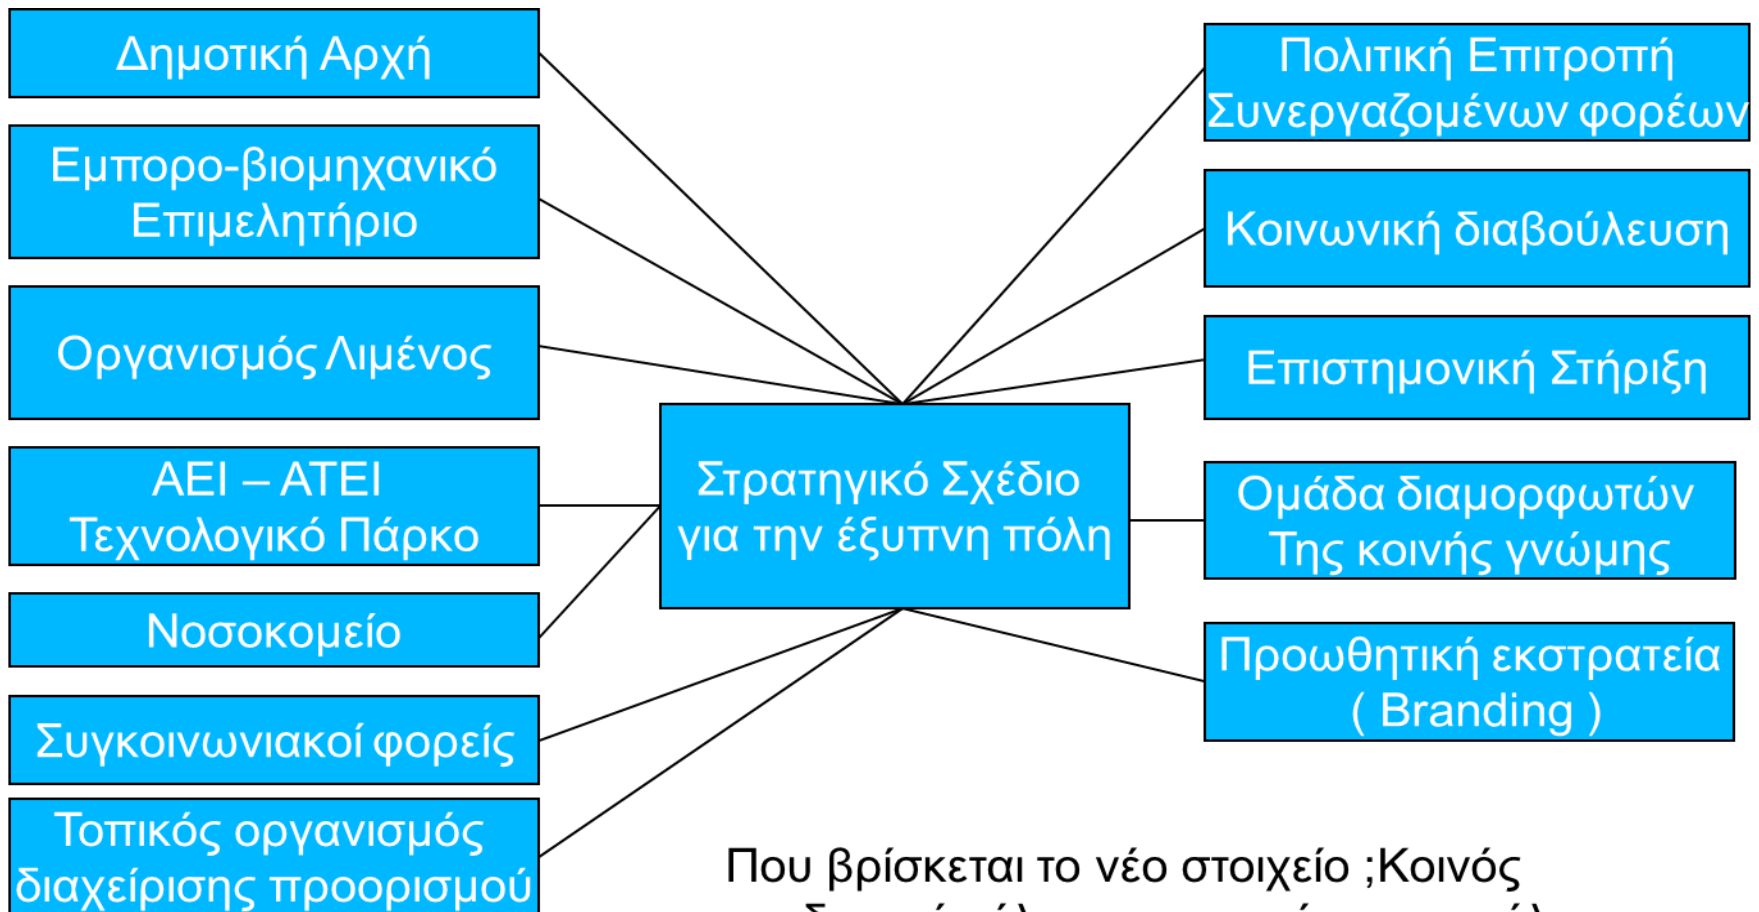 Δημοτική Αρχή
Εμπορο-βιομηχανικό
Επιμελητήριο
Οργανισμός Λιμένος
ΑΕΙ – ΑΤΕΙ
Τεχνολογικό Πάρκο
Νοσοκομείο
Συγκοινωνιακοί φορείς
Τοπικός οργανισμός
διαχείρισης προορισμού
Στρατηγικό Σχέδιο
για την έξυπνη πόλη
Πολιτική Επιτροπή
Συνεργαζομένων φορέων
Κοινωνική διαβούλευση
Επιστημονική Στήριξη
Ομάδα διαμορφωτών
Της κοινής γνώμης
Προωθητική εκστρατεία
( Branding )
Που βρίσκεται το νέο στοιχείο ;Κοινός